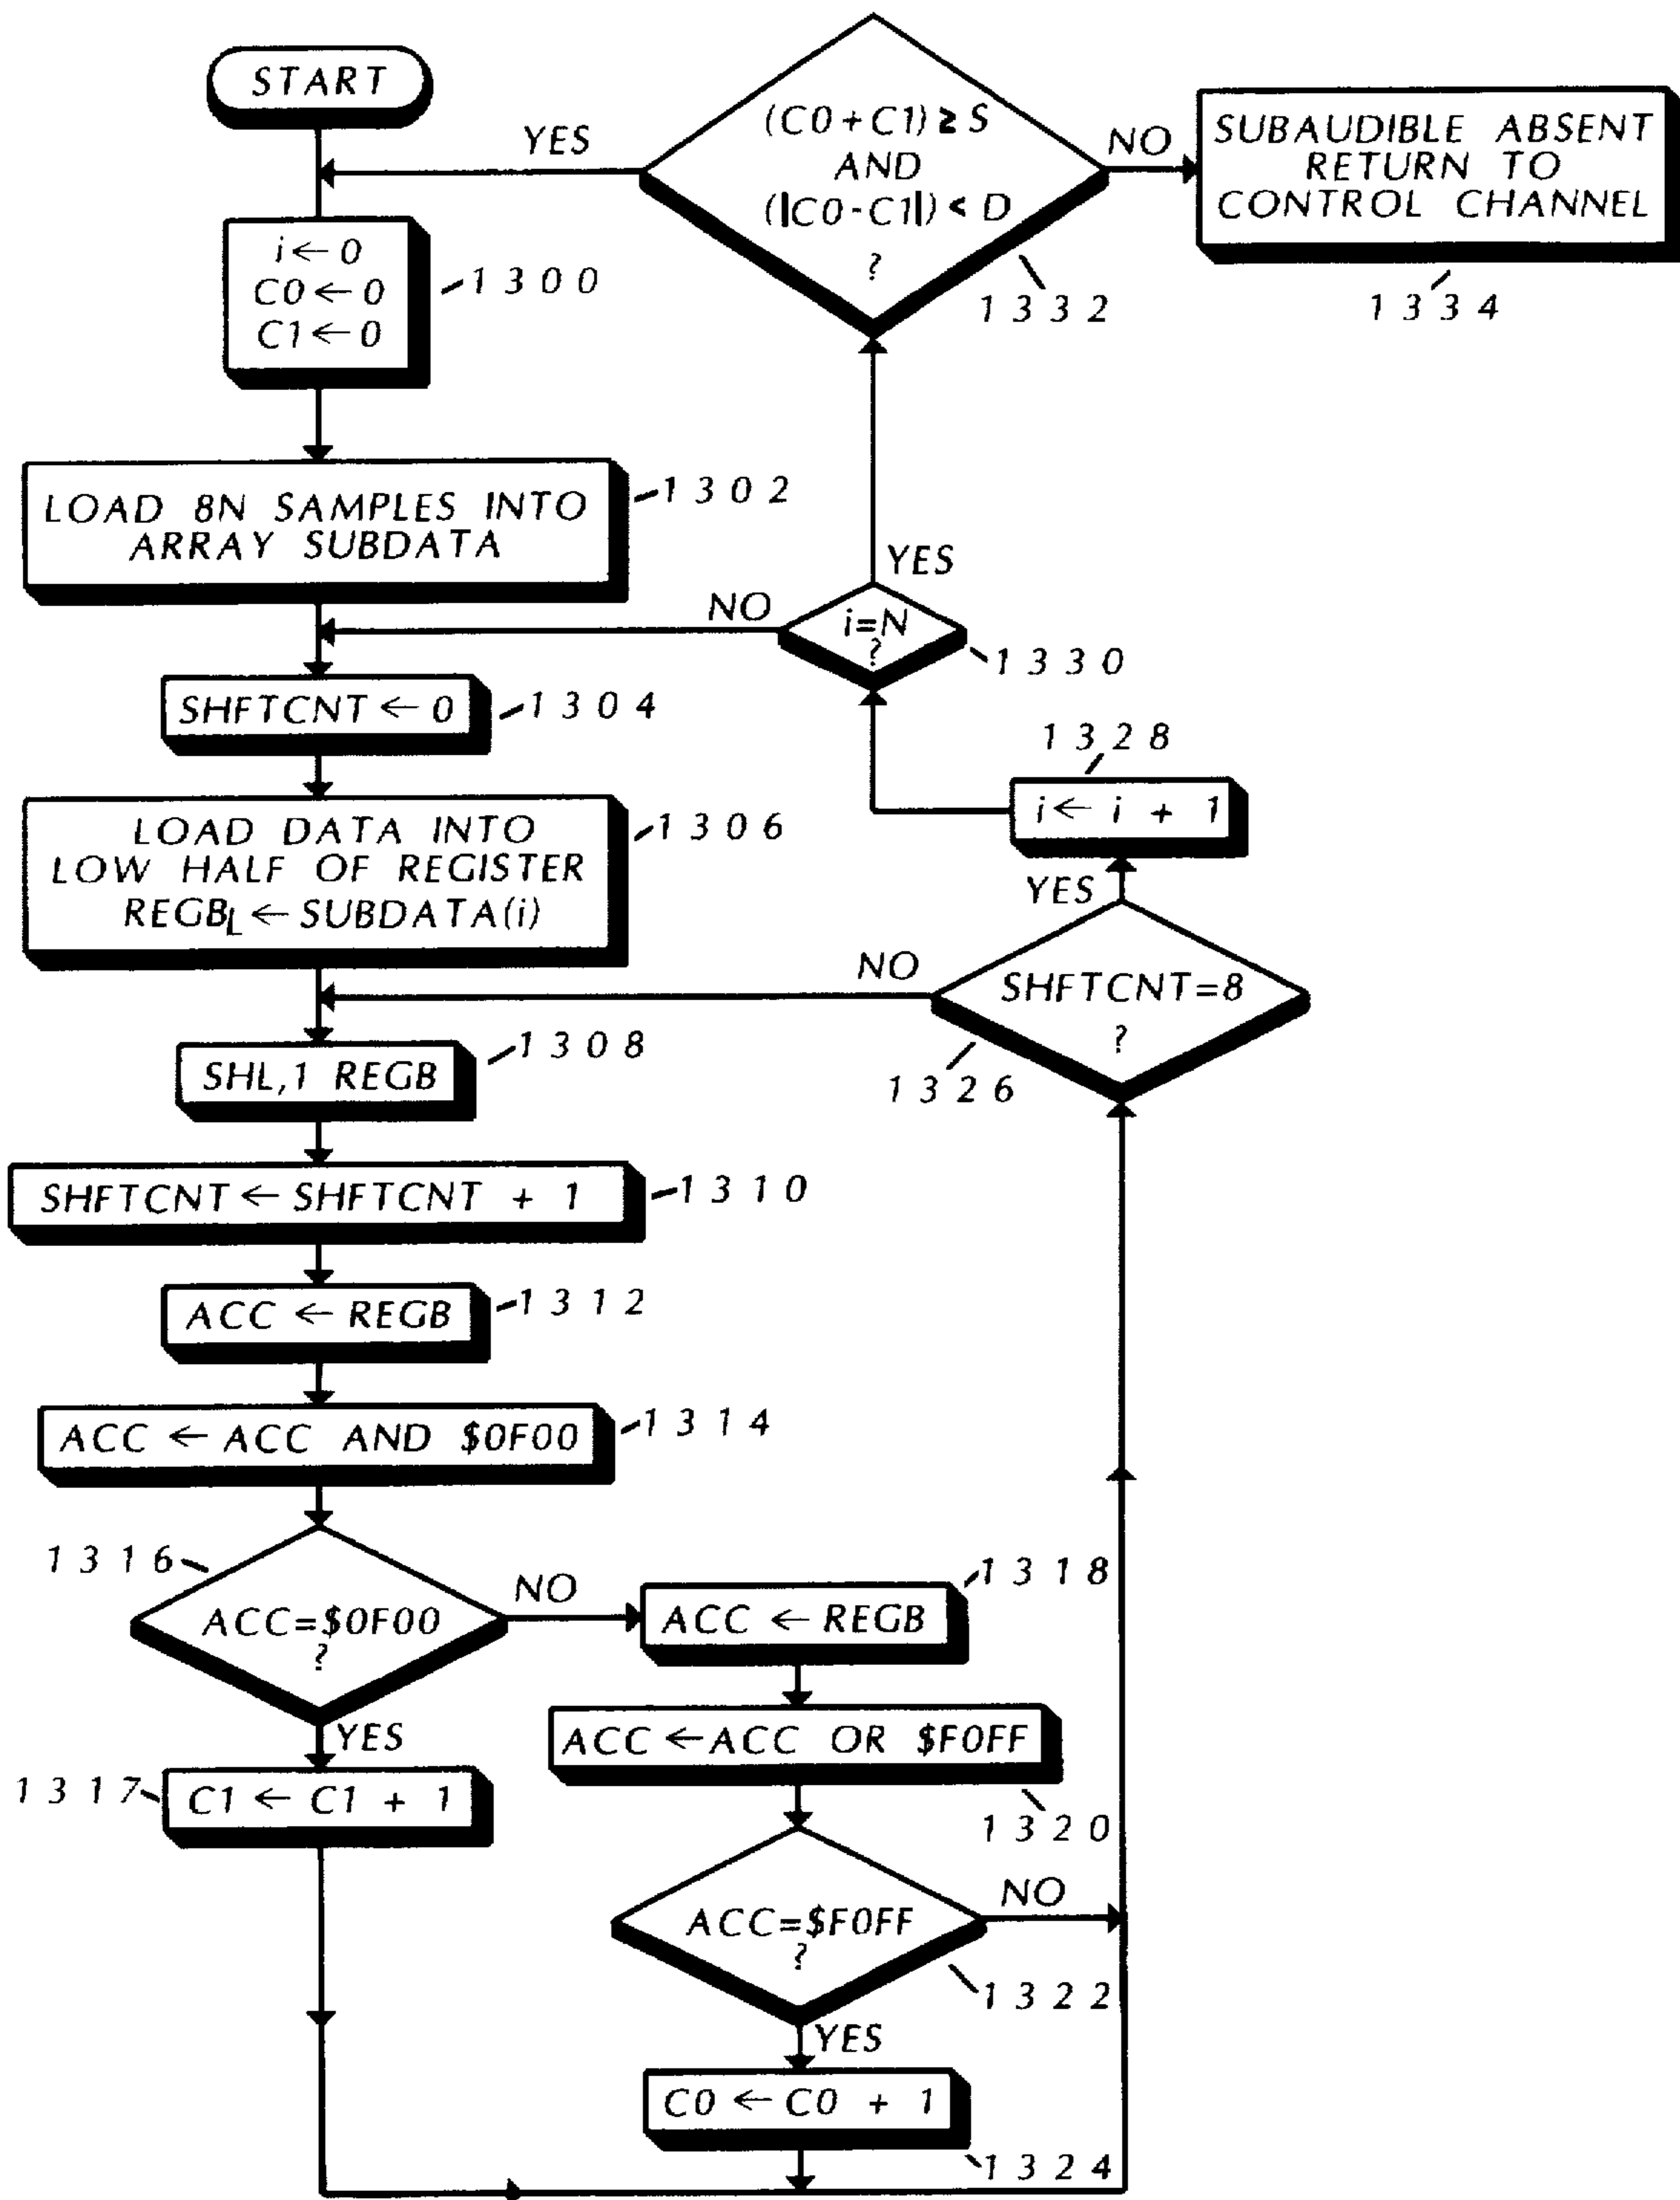 START
i ← 0
C0 ← 0
C1 ← 0
1300
LOAD 8N SAMPLES INTO
ARRAY SUBDATA
1302
SHFTCNT ← 0
1304
LOAD DATA INTO
LOW HALF OF REGISTER
REGBL ← SUBDATA(i)
1306
SHL,1 REGB
1308
SHFTCNT ← SHFTCNT + 1
1310
ACC ← REGB
1312
ACC ← ACC AND $0F00
1314
ACC=$0F00
?
1316
YES
C1 ← C1 + 1
1317
NO
ACC ← REGB
1318
ACC ← ACC OR $F0FF
1320
ACC=$F0FF
?
1322
NO
YES
C0 ← C0 + 1
1324
SHFTCNT=8
?
1326
NO
YES
i ← i + 1
1328
i=N
?
1330
NO
YES
(C0+C1) ≥ S
AND
(|C0-C1|) < D
?
1332
YES
NO
SUBAUDIBLE ABSENT
RETURN TO
CONTROL CHANNEL
1334